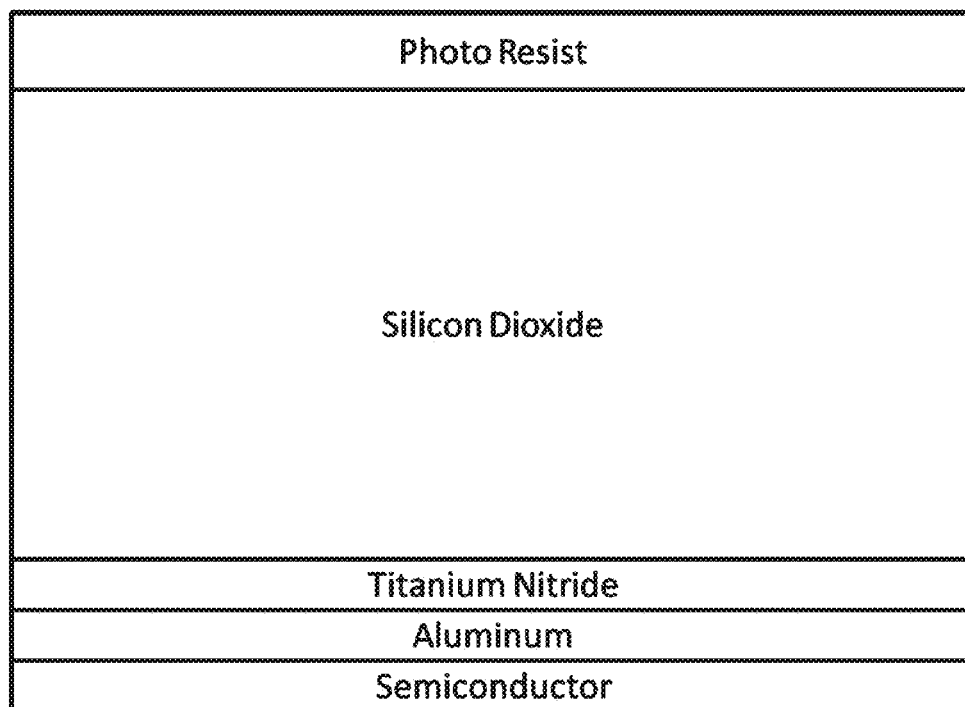 Photo Resist
Silicon Dioxide
Titanium Nitride
Aluminum
Semiconductor